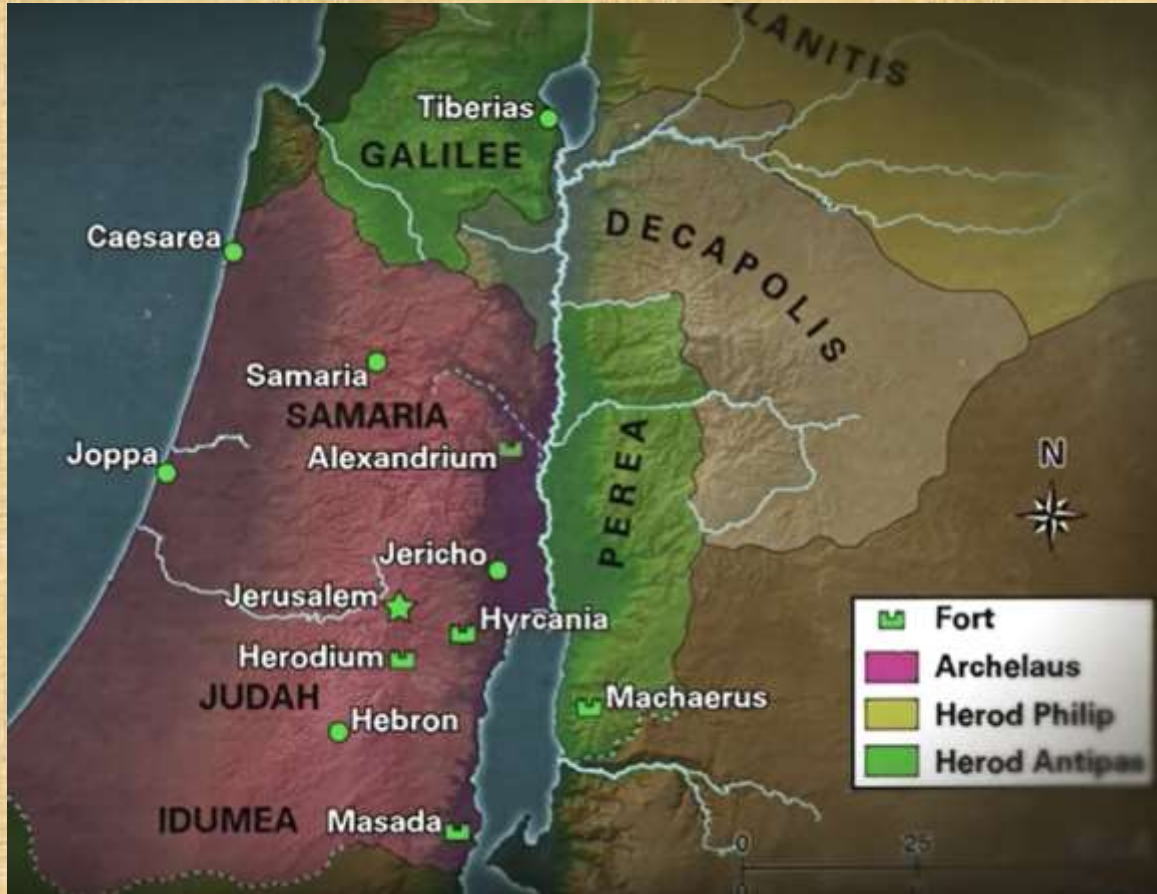 LANITIS
Tiberias
GALILEE
DECAPOLIS
Caesarea
Samaria
SAMARIA
Joppa
Alexandrium
PEREA
N
Jericho
Jerusalem
Hyrcania
Herodium
JUDAH
Machaerus
Hebron
IDUMEA
Masada
Fort
Archelaus
Herod Philip
Herod Antipas
0 25